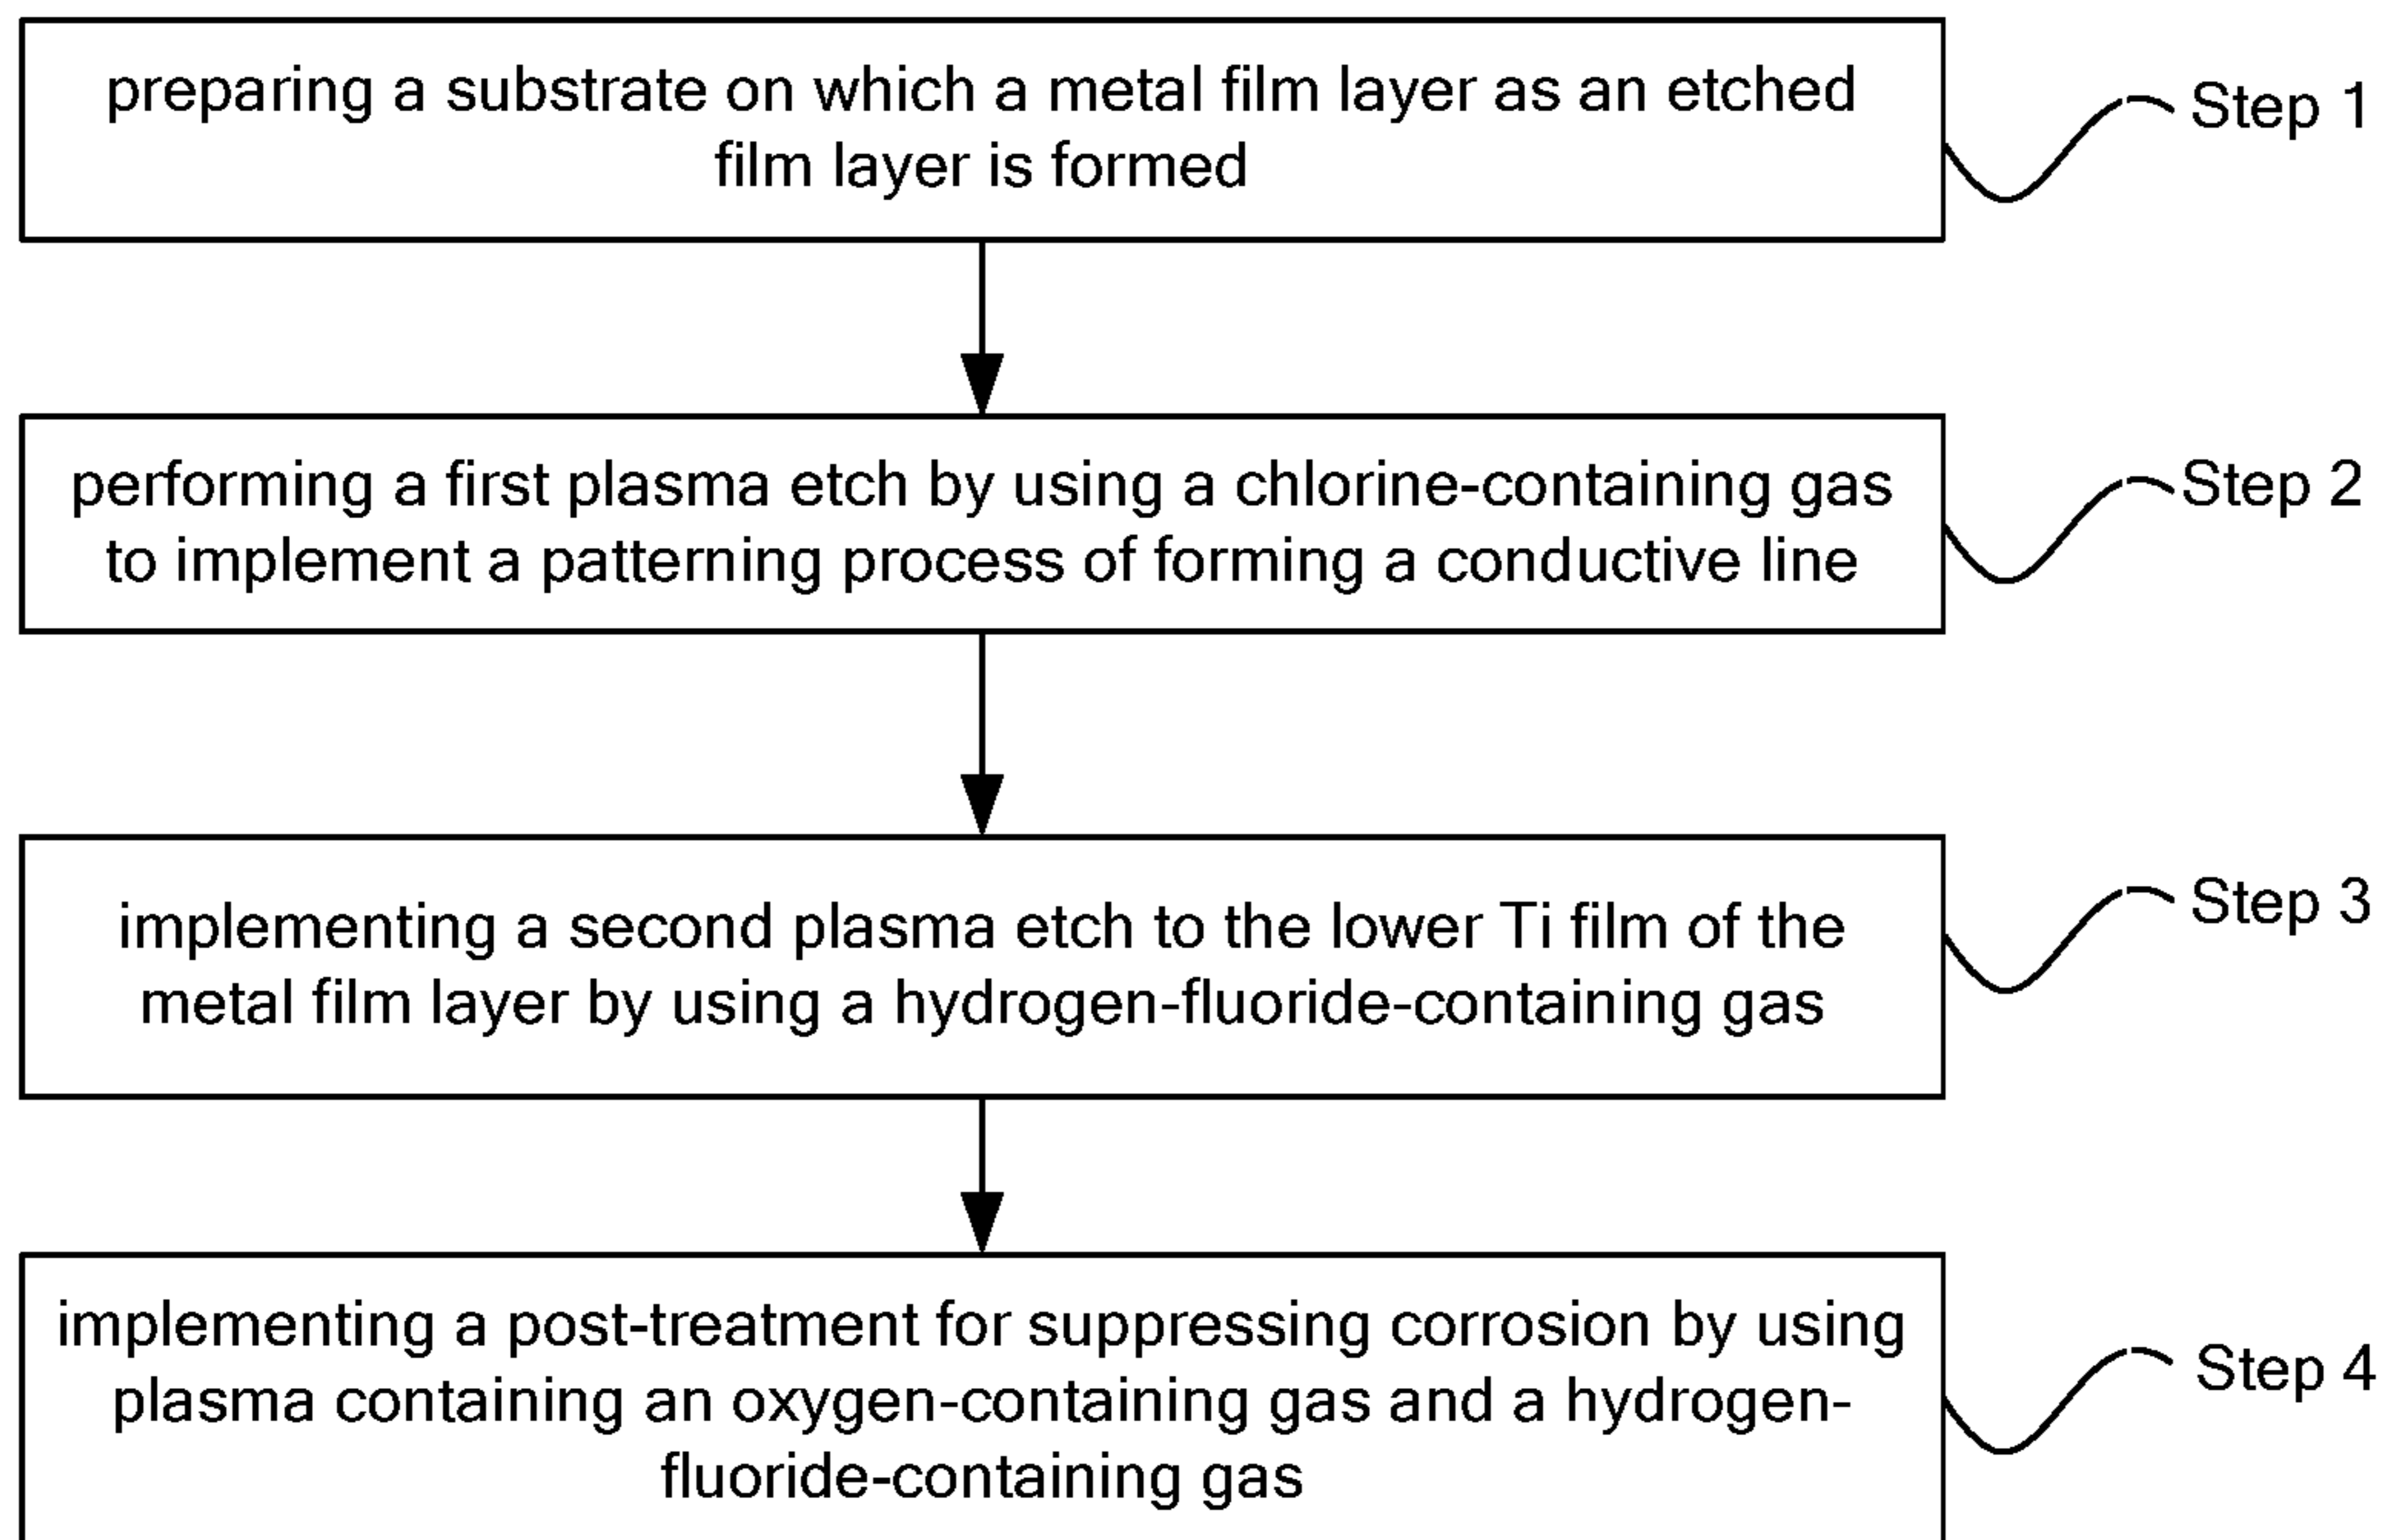 preparing a substrate on which a metal film layer as an etched
film layer is formed
Step 1
performing a first plasma etch by using a chlorine-containing gas
to implement a patterning process of forming a conductive line
Step 2
implementing a second plasma etch to the lower Ti film of the
metal film layer by using a hydrogen-fluoride-containing gas
Step 3
implementing a post-treatment for suppressing corrosion by using
plasma containing an oxygen-containing gas and a hydrogen-
fluoride-containing gas
Step 4